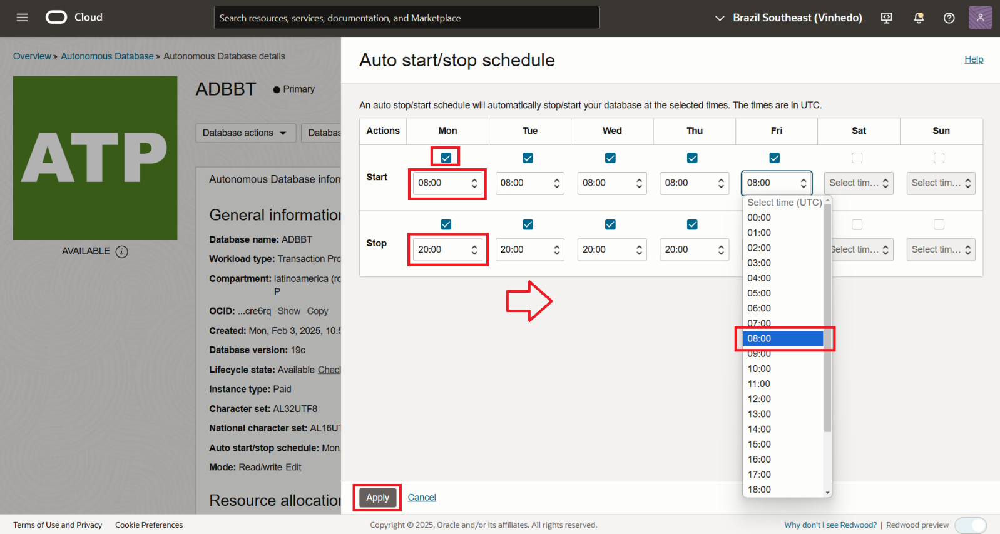 Cloud
Search resources, services, documentation, and Marketplace
Brazil Southeast (Vinhedo)
Overview » Autonomous Database » Autonomous Database details
ATP
AVAILABLE
ADBBT
Primary
Database actions
Databas
Autonomous Database infor
General information
Database name: ADBBT
Workload type: Transaction Pro
Compartment: latinoamerica (ro
P
OCID: ...cre6rq Show Copy
Created: Mon, Feb 3, 2025, 10:5
Database version: 19c
Lifecycle state: Available Check
Instance type: Paid
Character set: AL32UTF8
National character set: AL16UT
Auto start/stop schedule: Mon
Mode: Read/write Edit
Resource allocation
Auto start/stop schedule
Help
An auto stop/start schedule will automatically stop/start your database at the selected times. The times are in UTC.
Actions Mon Tue Wed Thu Fri Sat Sun
Start
08:00 08:00 08:00 08:00 08:00 Select tim... Select tim...
Stop
20:00 20:00 20:00 20:00 Select tim... Select tim...
Select time (UTC)
00:00
01:00
02:00
03:00
04:00
05:00
06:00
07:00
08:00
09:00
10:00
11:00
12:00
13:00
14:00
15:00
16:00
17:00
18:00
Apply
Cancel
Terms of Use and Privacy Cookie Preferences
Copyright © 2025, Oracle and/or its affiliates. All rights reserved.
Why don't I see Redwood? | Redwood preview